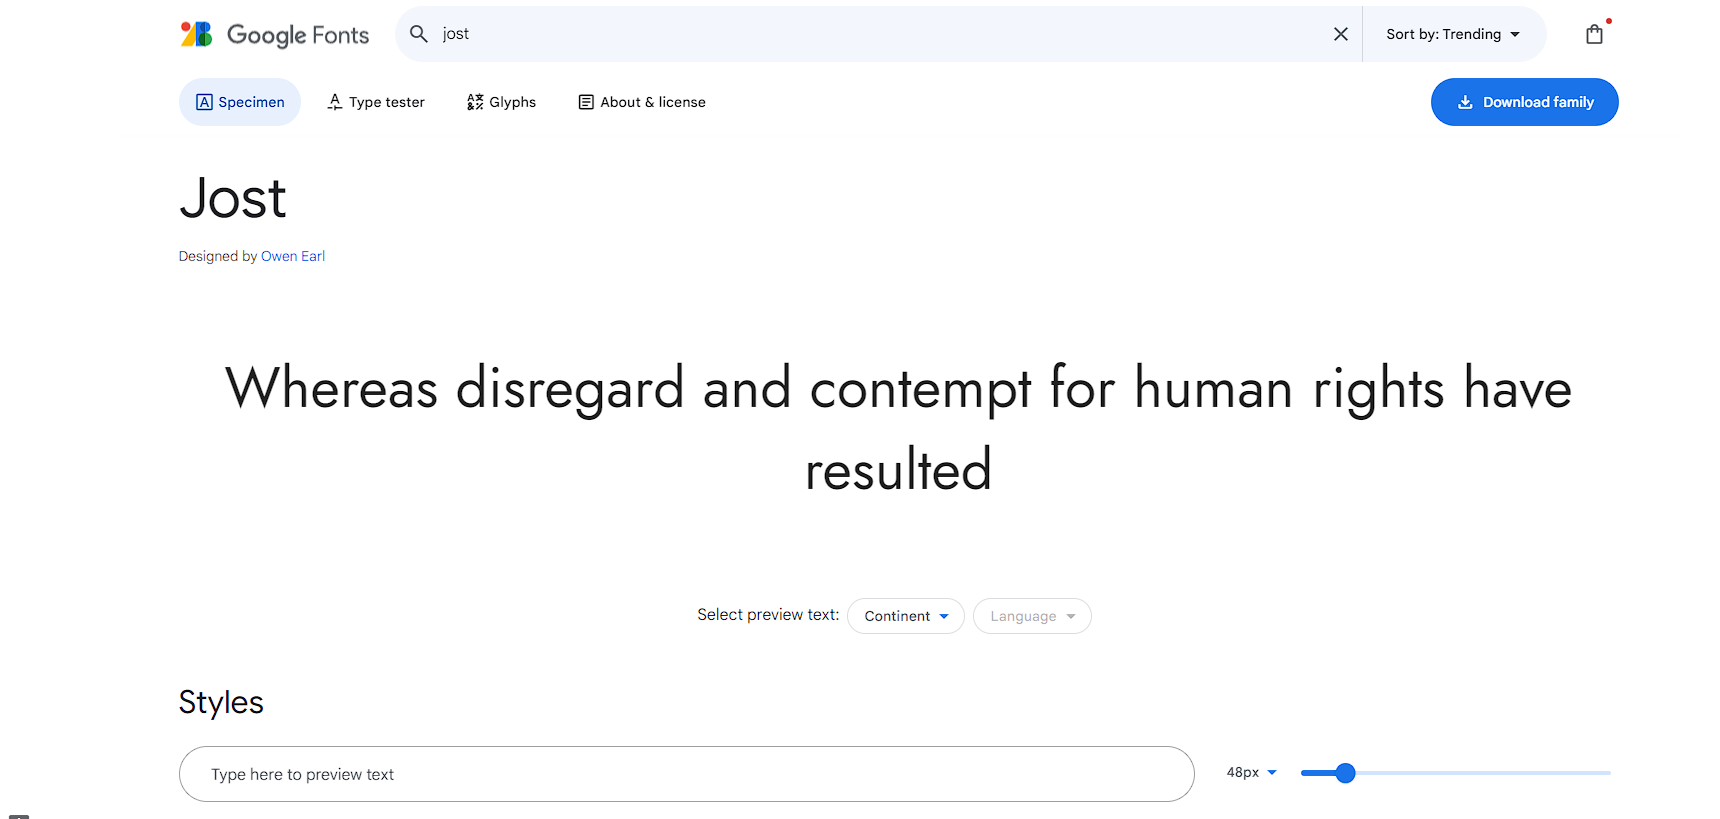 Google Fonts
jost
Sort by: Trending
Specimen
Type tester
Glyphs
About & license
Download family
Jost
Designed by Owen Earl
Whereas disregard and contempt for human rights have
resulted
Select preview text:
Continent
Language
Styles
Type here to preview text
48px